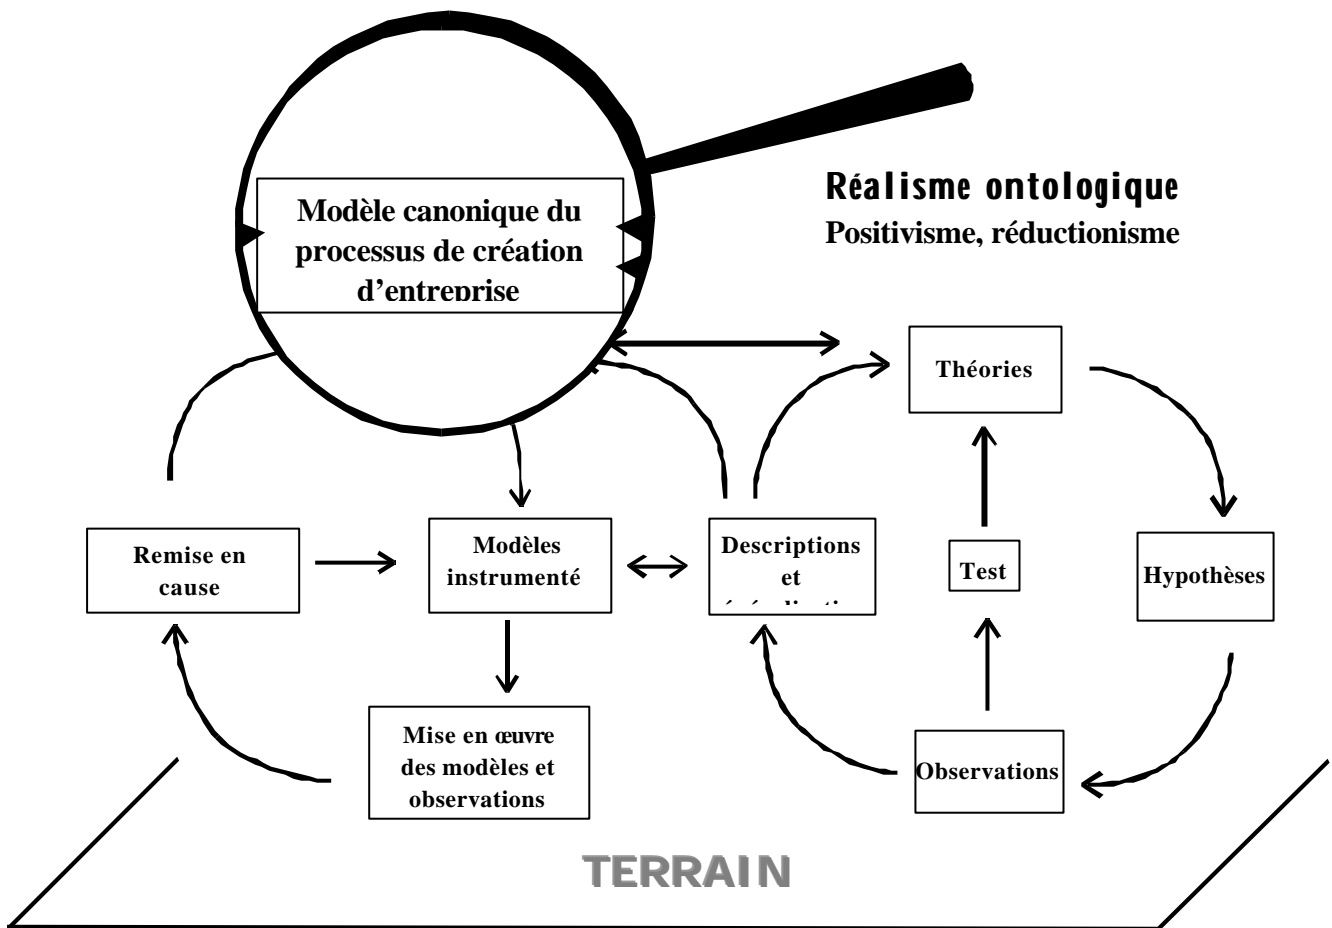 Modèle canonique du
processus de création
d'entreprise
Réalisme ontologique
Positivisme, réductionisme
Théories
Remise en
cause
Modèles
instrumenté
Descriptions
et
Test
Hypothèses
Mise en œuvre
des modèles et
observations
Observations
TERRAIN